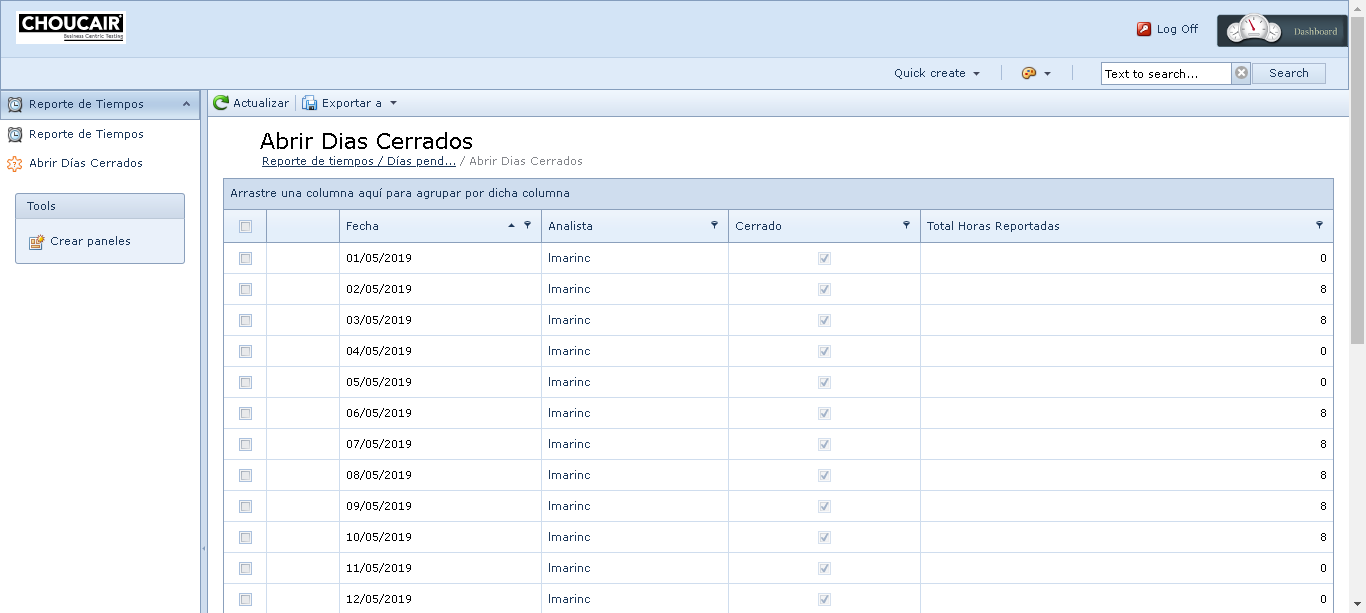 CHOUCAIR
Business Centric Testing
Log Off
Dashboard
Quick create
Text to search...
Search
Reporte de Tiempos
Reporte de Tiempos
Abrir Días Cerrados
Tools
Crear paneles
Actualizar
Exportar a
Abrir Dias Cerrados
Reporte de tiempos / Días pend... / Abrir Dias Cerrados
Arrastre una columna aquí para agrupar por dicha columna
Fecha Analista Cerrado Total Horas Reportadas
01/05/2019 lmarinc 0
02/05/2019 lmarinc 8
03/05/2019 lmarinc 8
04/05/2019 lmarinc 0
05/05/2019 lmarinc 0
06/05/2019 lmarinc 8
07/05/2019 lmarinc 8
08/05/2019 lmarinc 8
09/05/2019 lmarinc 8
10/05/2019 lmarinc 8
11/05/2019 lmarinc 0
12/05/2019 lmarinc 0